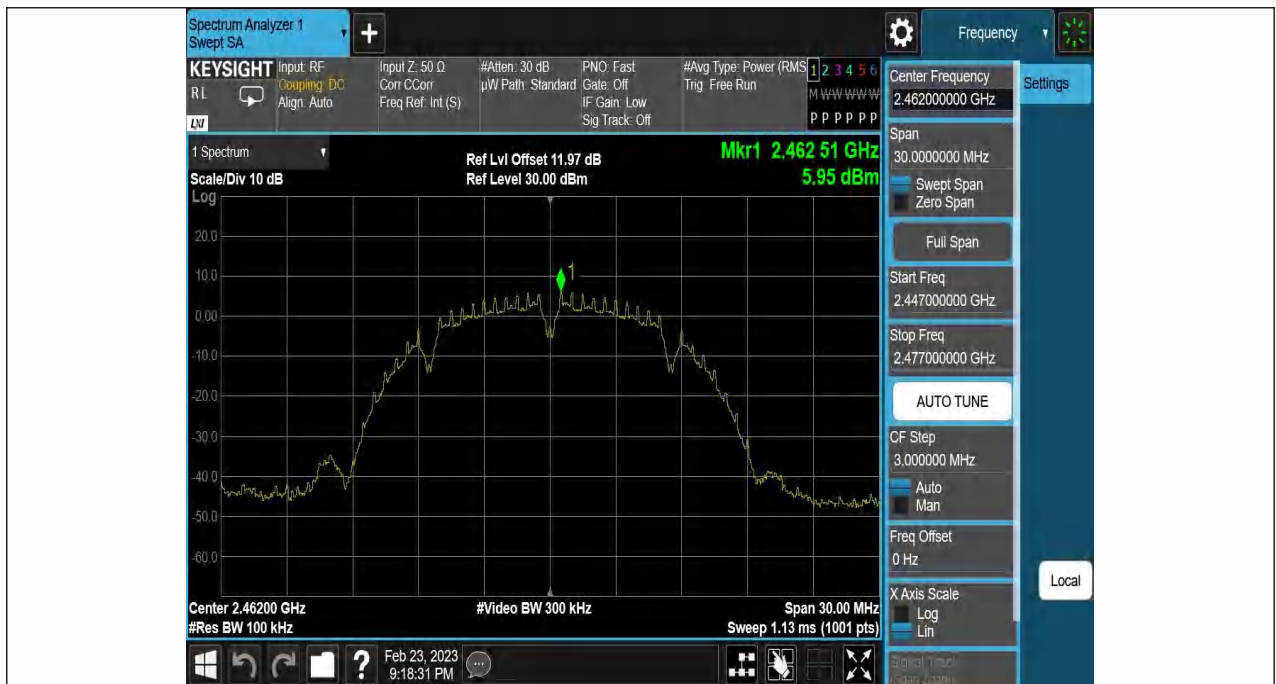 Spectrum Analyzer 1
Swept SA
+
Frequency
KEYSIGHT
RL
LXI
Input: RF
Coupling: DC
Align: Auto
Input Z: 50 Ω
Corr CCorr
Freq Ref: Int (S)
#Atten: 30 dB
µW Path: Standard
PNO: Fast
Gate: Off
IF Gain: Low
Sig Track: Off
#Avg Type: Power (RMS
Trig: Free Run
1 2 3 4 5 6
M W W W W W
P P P P P P
1 Spectrum
Scale/Div 10 dB
Ref Lvl Offset 11.97 dB
Ref Level 30.00 dBm
Mkr1 2.462 51 GHz
5.95 dBm
Log
20.0
10.0
0.00
-10.0
-20.0
-30.0
-40.0
-50.0
-60.0
1
Center 2.46200 GHz
#Res BW 100 kHz
#Video BW 300 kHz
Span 30.00 MHz
Sweep 1.13 ms (1001 pts)
Center Frequency
2.462000000 GHz
Span
30.0000000 MHz
Swept Span
Zero Span
Full Span
Start Freq
2.447000000 GHz
Stop Freq
2.477000000 GHz
AUTO TUNE
CF Step
3.000000 MHz
Auto
Man
Freq Offset
0 Hz
X Axis Scale
Log
Lin
Signal Track
(Span Zoom)
Settings
Local
?
Feb 23, 2023
9:18:31 PM